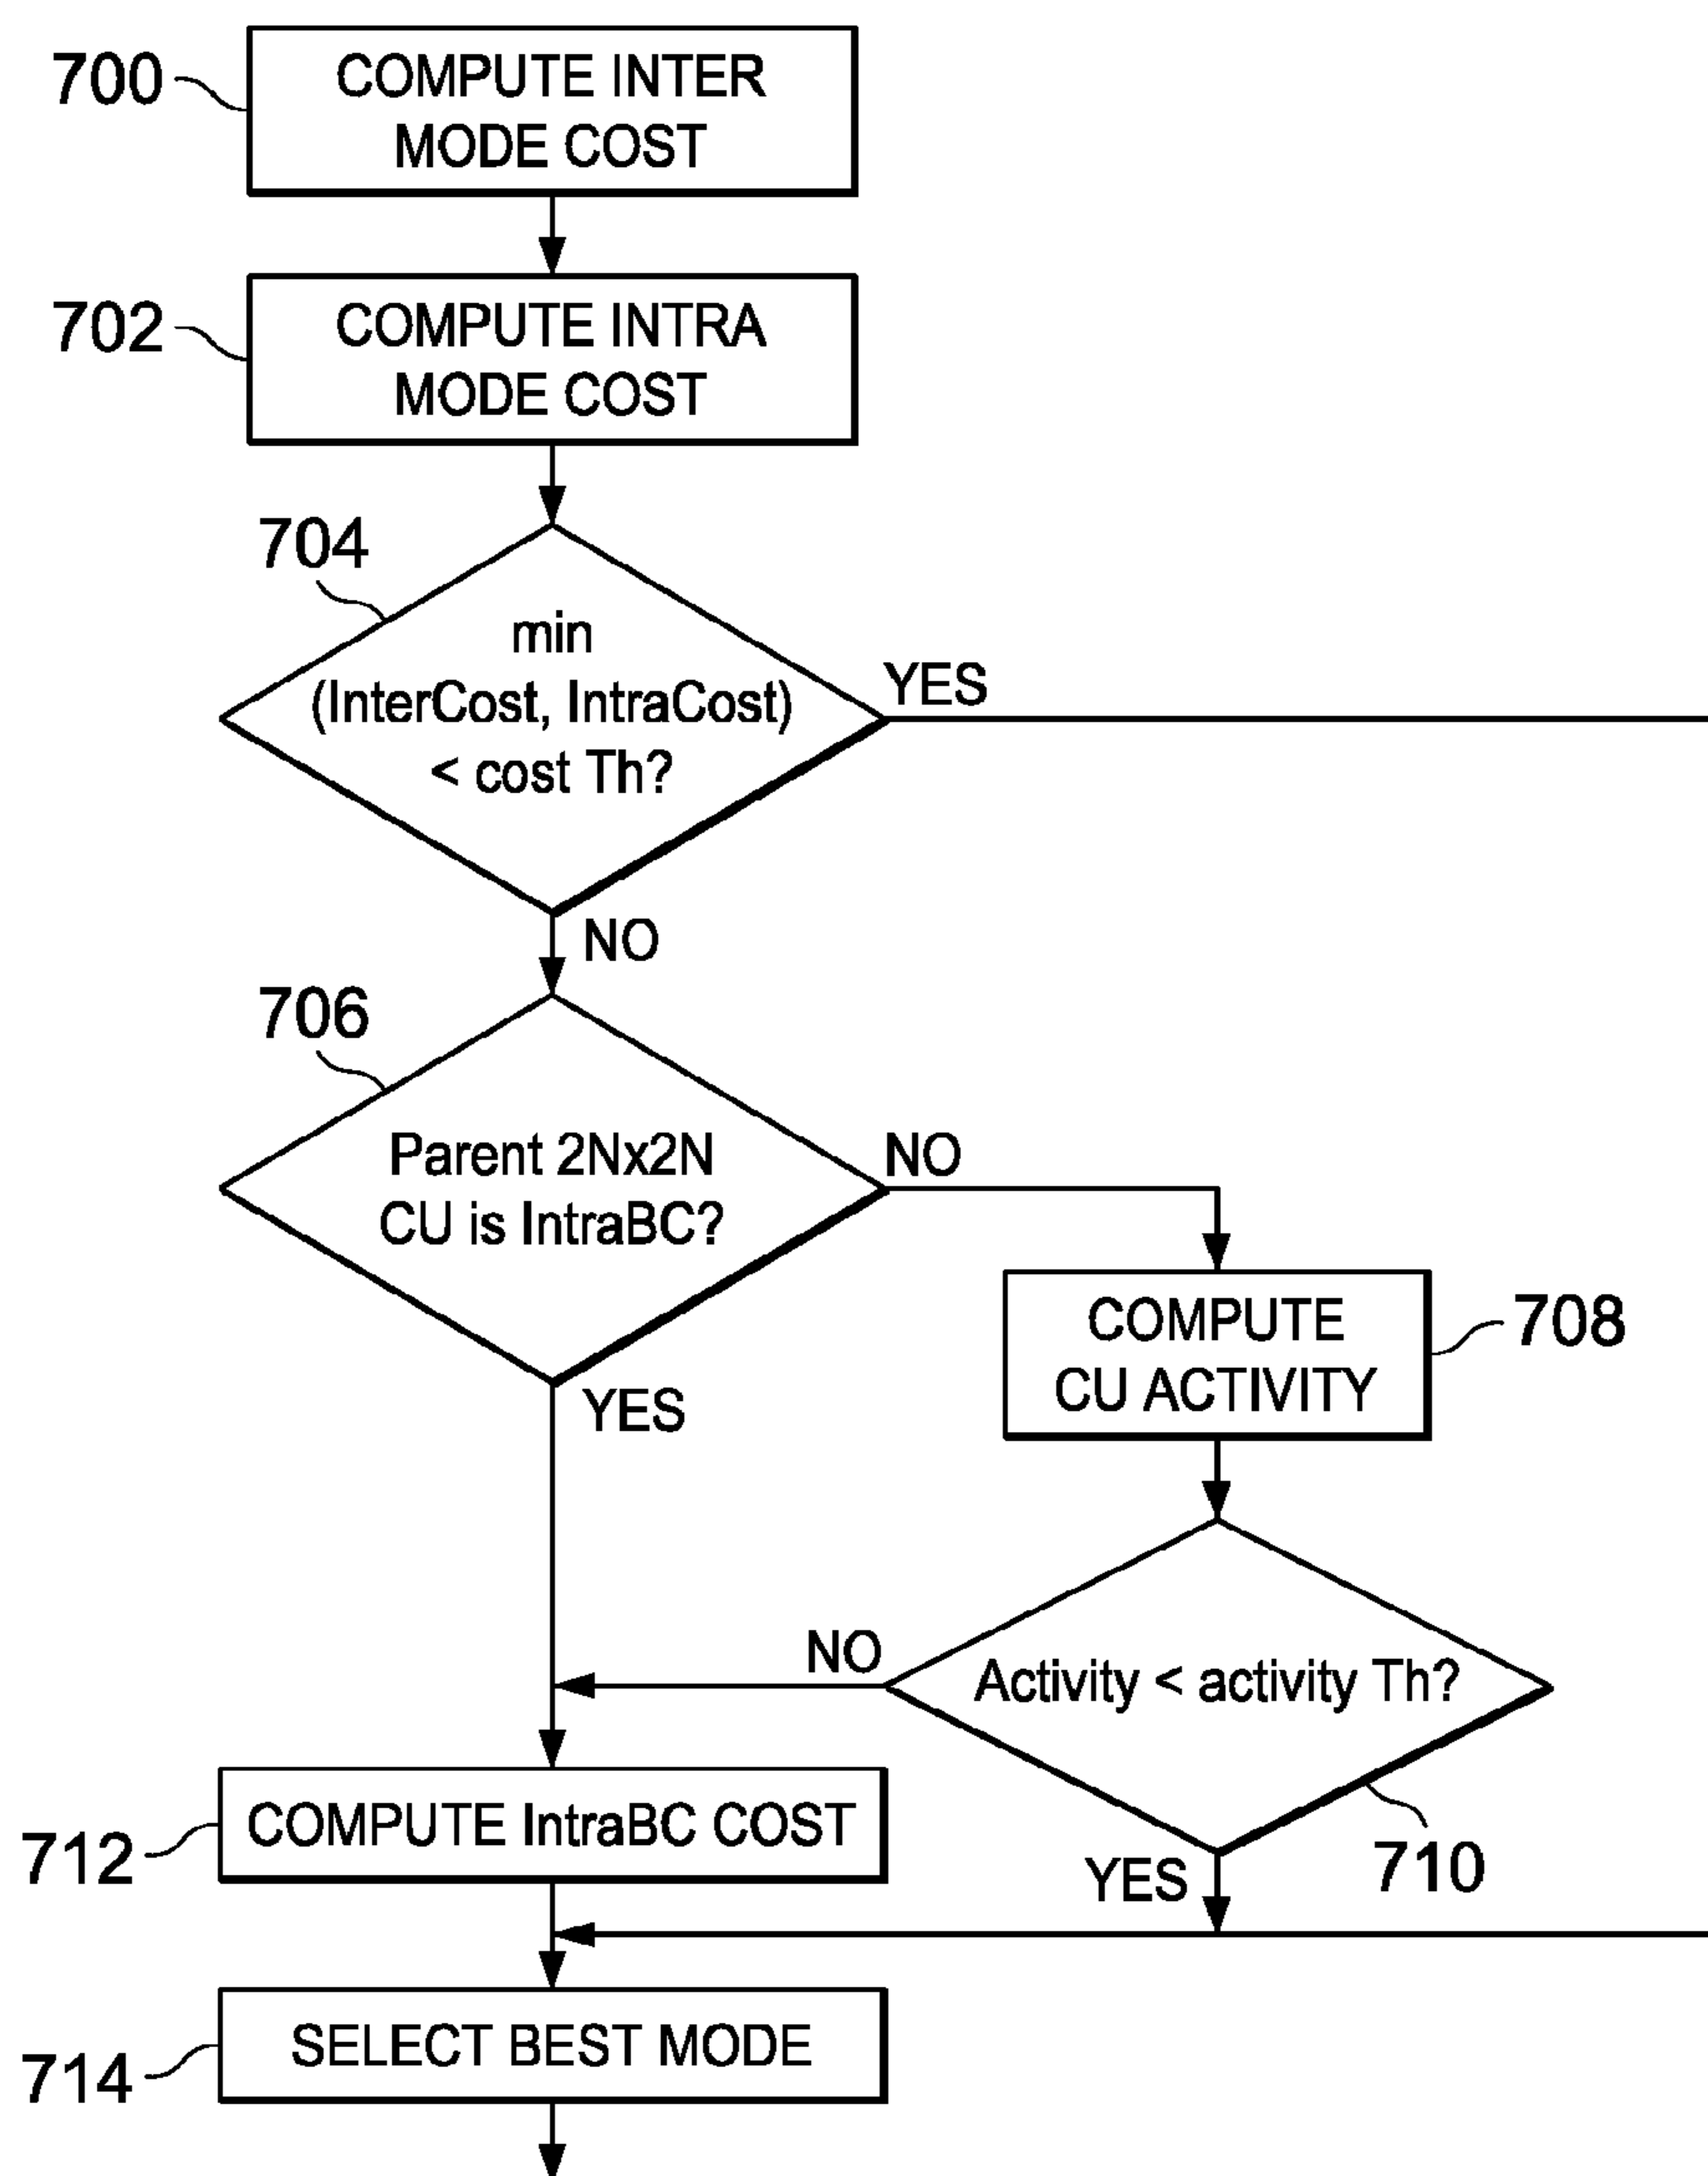 700
COMPUTE INTER
MODE COST
702
COMPUTE INTRA
MODE COST
704
min
(InterCost, IntraCost)
< cost Th?
YES
NO
706
Parent 2Nx2N
CU is IntraBC?
NO
YES
COMPUTE
CU ACTIVITY
708
Activity < activity Th?
NO
YES
710
712
COMPUTE IntraBC COST
714
SELECT BEST MODE